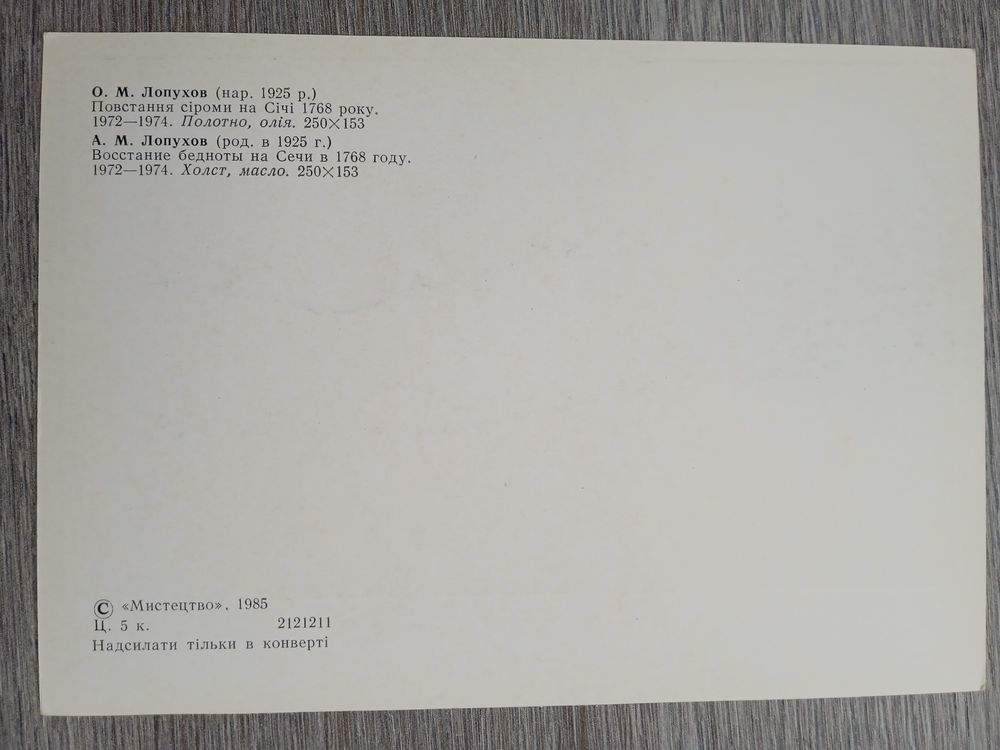 О. М. Лопухов (нар. 1925 р.)
Повстання сіроми на Січі 1768 року.
1972—1974. Полотно, олія. 250×153
А. М. Лопухов (род. в 1925 г.)
Восстание бедноты на Сечи в 1768 году.
1972—1974. Холст, масло. 250×153
© «Мистецтво», 1985
Ц. 5 к. 2121211
Надсилати тільки в конверті